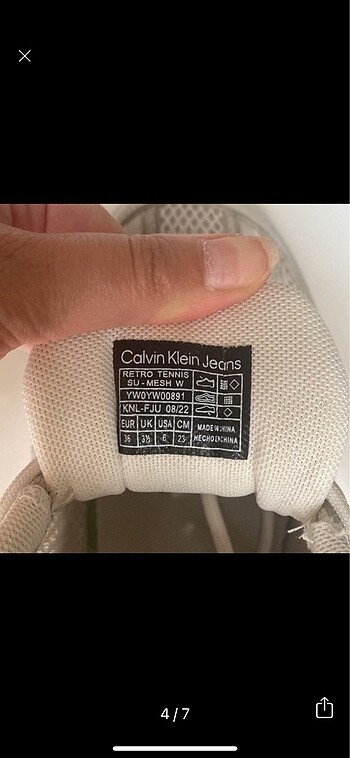 Calvin Klein Jeans
RETRO TENNIS
SU - MESH W
YW0YW00891
KNL-FJU 08/22
EUR UK USA CM
36 3½ 6 23
MADE IN CHINA
HECHO EN CHINA
4/7